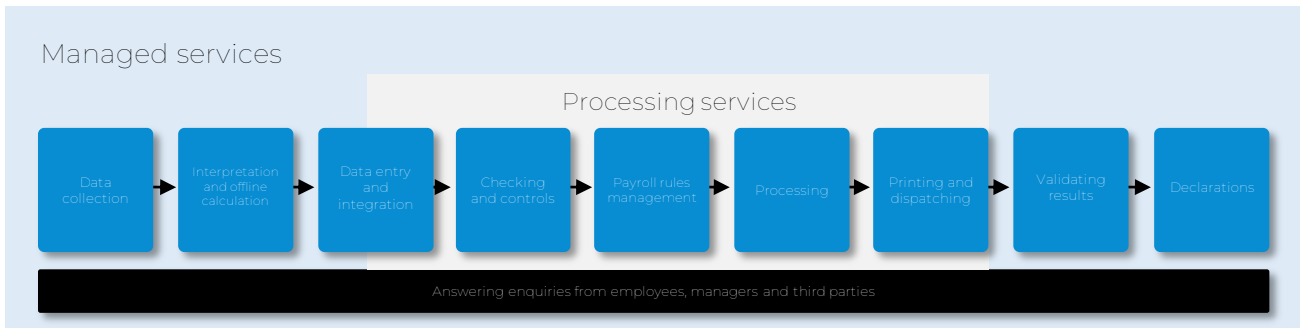 Managed services
Processing services
Data
collection
Interpretation
and offline
calculation
Data entry
and
integration
Checking
and controls
Payroll rules
management
Processing
Printing and
dispatching
Validating
results
Declarations
Answering enquiries from employees, managers and third parties